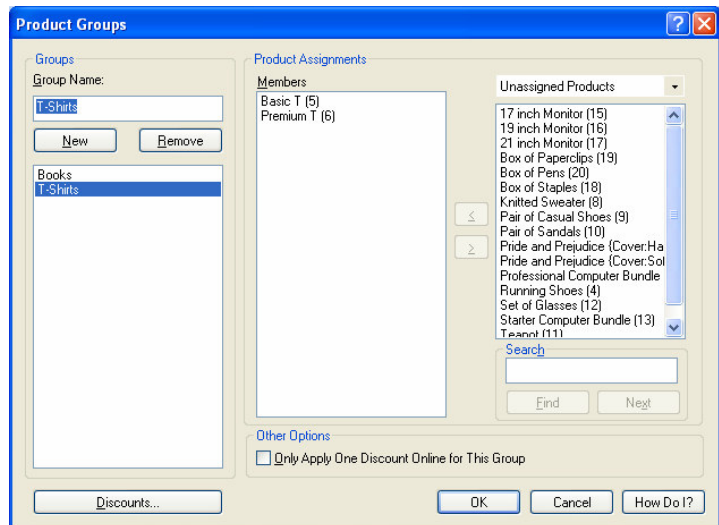 Product Groups
Groups
Group Name:
T-Shirts
New
Remove
Books
T-Shirts
Discounts...
Product Assignments
Members
Basic T (5)
Premium T (6)
<
>
Unassigned Products
17 inch Monitor (15)
19 inch Monitor (16)
21 inch Monitor (17)
Box of Paperclips (19)
Box of Pens (20)
Box of Staples (18)
Knitted Sweater (8)
Pair of Casual Shoes (9)
Pair of Sandals (10)
Pride and Prejudice {Cover:Ha
Pride and Prejudice {Cover:Sof
Professional Computer Bundle
Running Shoes (4)
Set of Glasses (12)
Starter Computer Bundle (13)
Teapot (11)
Search
Find
Next
Other Options
Only Apply One Discount Online for This Group
OK
Cancel
How Do I?